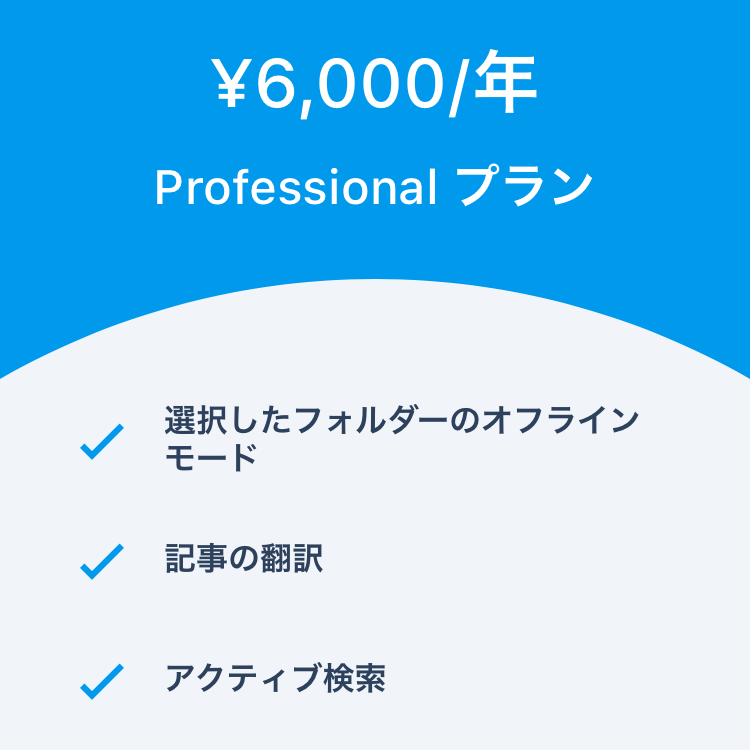 ¥6,000/年
Professional プラン
選択したフォルダーのオフライン
モード
記事の翻訳
アクティブ検索